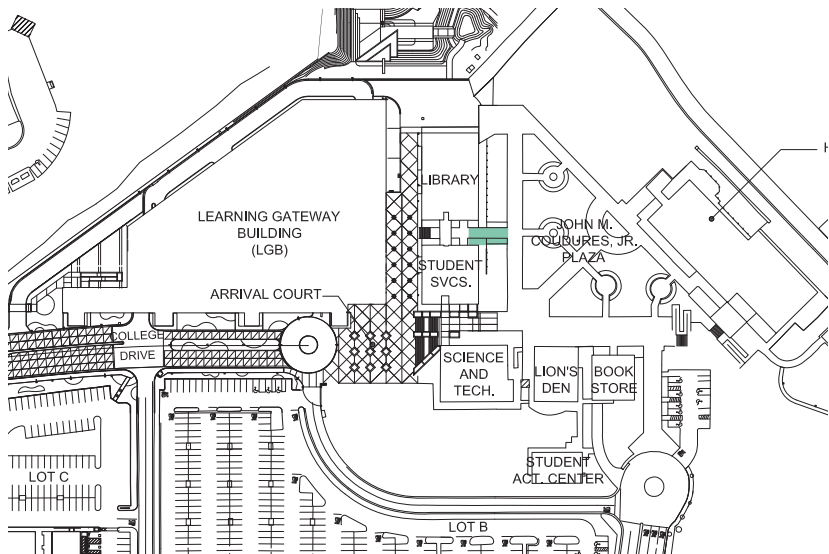 LIBRARY
LEARNING GATEWAY
BUILDING
(LGB)
JOHN M.
COUDURES, JR.
PLAZA
STUDENT
SVCS.
ARRIVAL COURT
COLLEGE
DRIVE
SCIENCE
AND
TECH.
LION'S
DEN
BOOK
STORE
STUDENT
ACT. CENTER
LOT C
LOT B
H